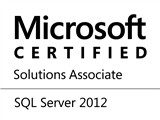 Microsoft
CERTIFIED
Solutions Associate
SQL Server 2012